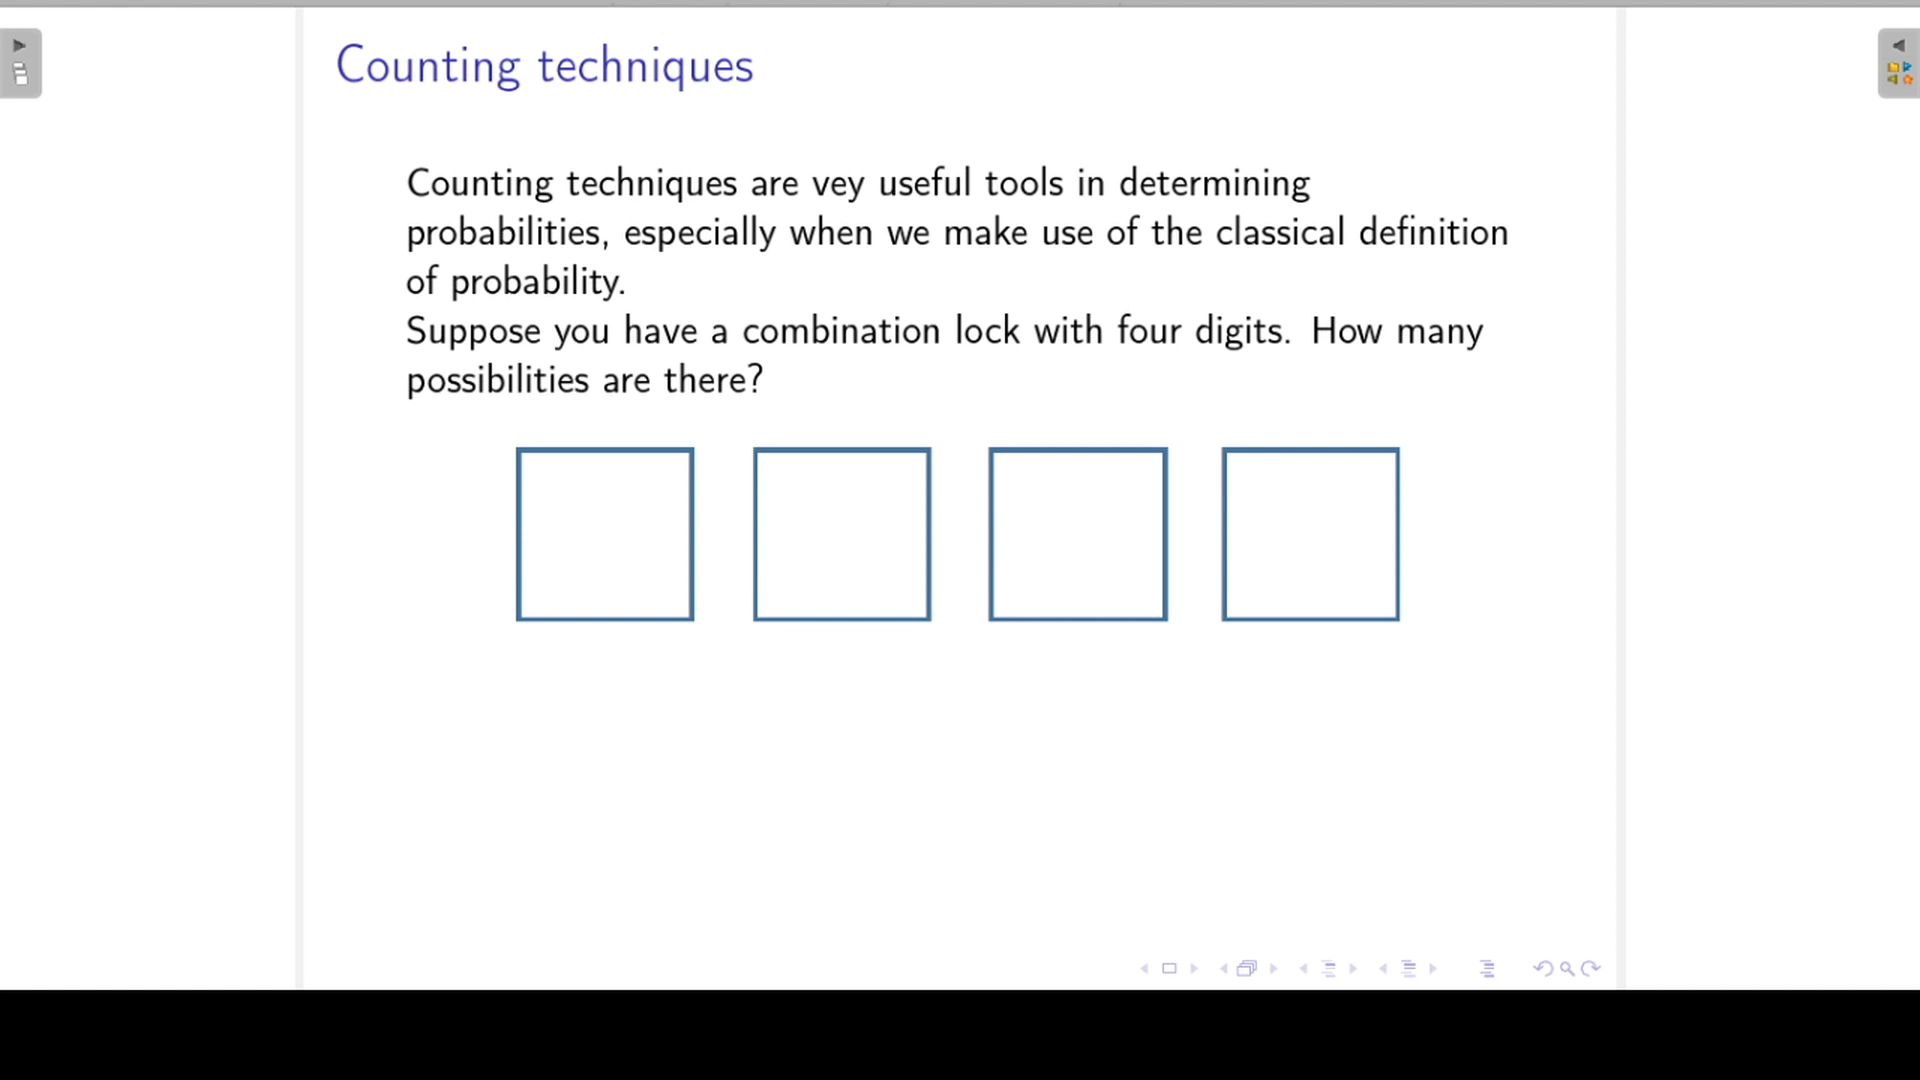 Counting techniques
Counting techniques are vey useful tools in determining
probabilities, especially when we make use of the classical definition
of probability.
Suppose you have a combination lock with four digits. How many
possibilities are there?